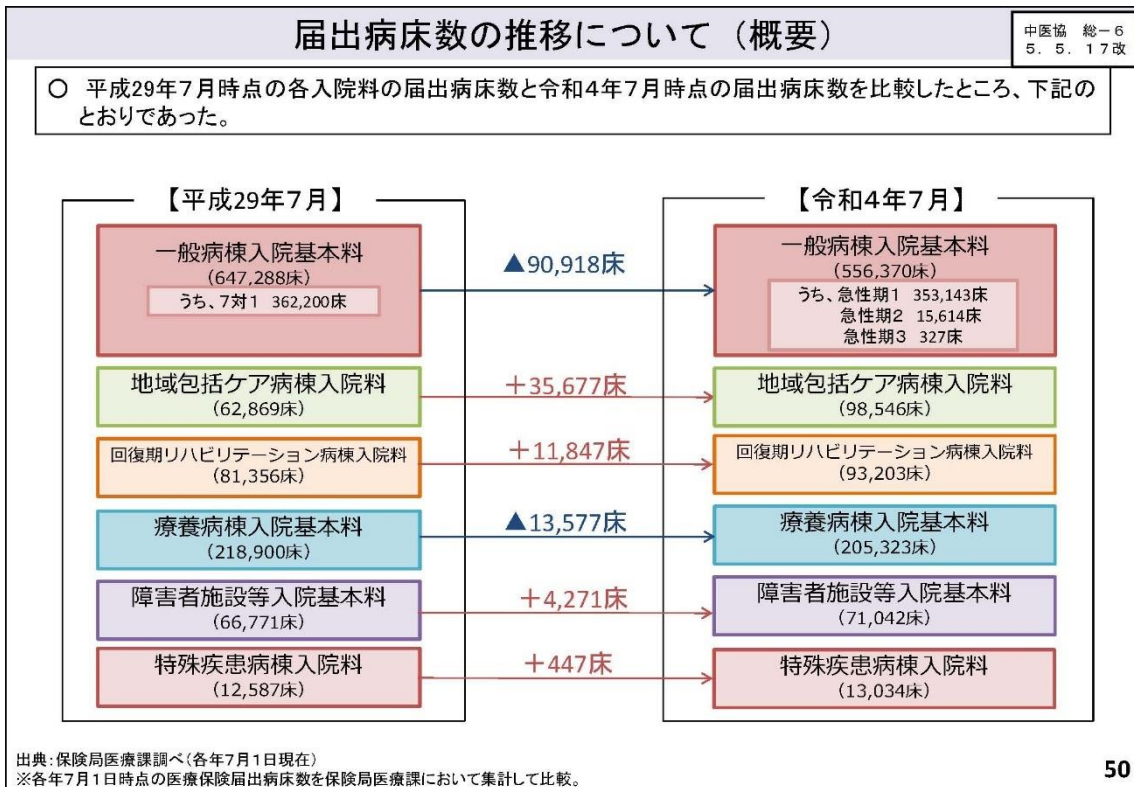 届出病床数の推移について（概要）
中医協　総－６
５．５．１７改
○　平成29年７月時点の各入院料の届出病床数と令和４年７月時点の届出病床数を比較したところ、下記の
とおりであった。
【平成29年７月】
【令和４年７月】
一般病棟入院基本料
（647,288床）
うち、７対１　362,200床
▲90,918床
一般病棟入院基本料
（556,370床）
うち、急性期１　353,143床
急性期２　15,614床
急性期３　327床
地域包括ケア病棟入院料
（62,869床）
＋35,677床
地域包括ケア病棟入院料
（98,546床）
回復期リハビリテーション病棟入院料
（81,356床）
＋11,847床
回復期リハビリテーション病棟入院料
（93,203床）
療養病棟入院基本料
（218,900床）
▲13,577床
療養病棟入院基本料
（205,323床）
障害者施設等入院基本料
（66,771床）
＋4,271床
障害者施設等入院基本料
（71,042床）
特殊疾患病棟入院料
（12,587床）
＋447床
特殊疾患病棟入院料
（13,034床）
出典：保険局医療課調べ（各年７月１日現在）
※各年７月１日時点の医療保険届出病床数を保険局医療課において集計して比較。
50